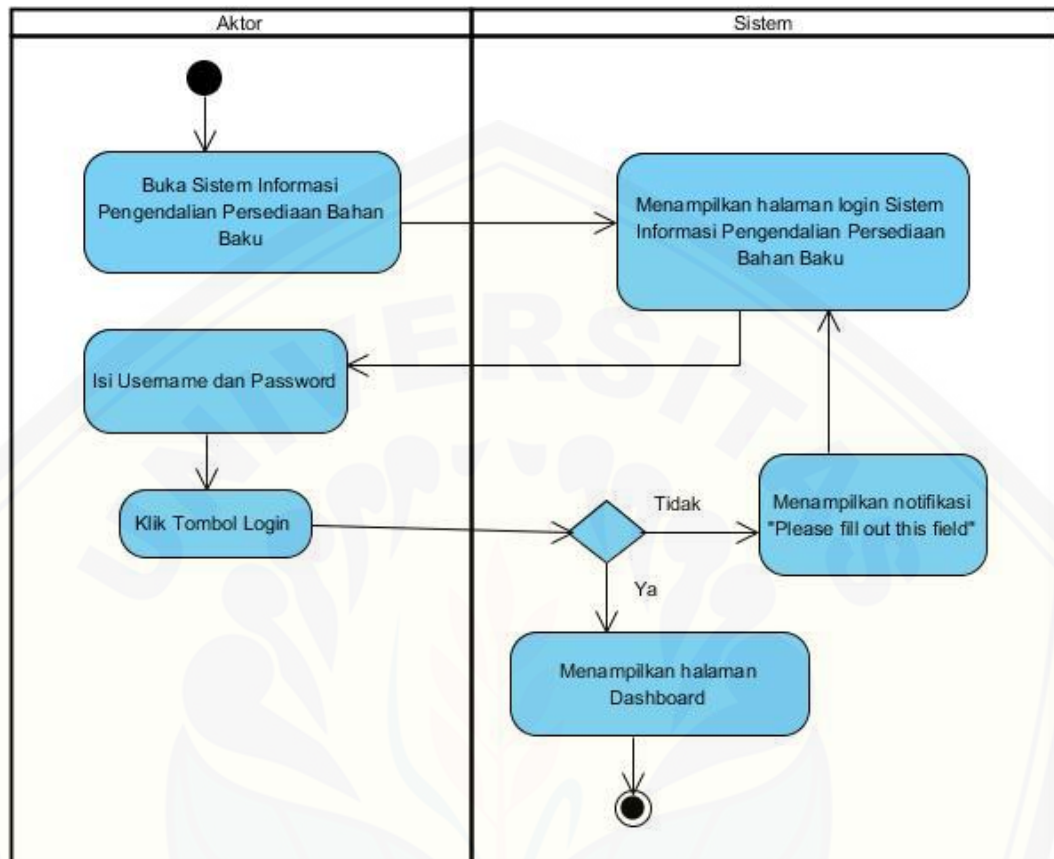 Aktor
Sistem
Buka Sistem Informasi
Pengendalian Persediaan Bahan
Baku
Menampilkan halaman login Sistem
Informasi Pengendalian Persediaan
Bahan Baku
Isi Username dan Password
Klik Tombol Login
Tidak
Menampilkan notifikasi
"Please fill out this field"
Ya
Menampilkan halaman
Dashboard
UNIVERSITAS